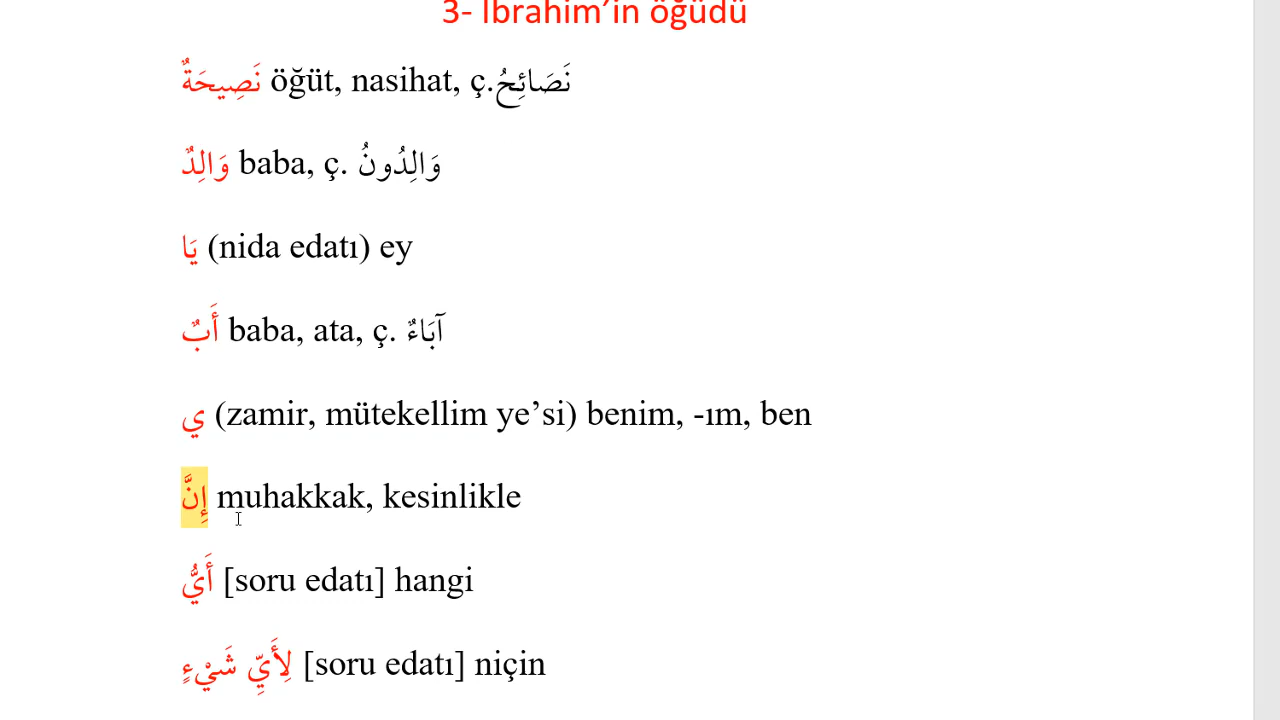 3- İbrahim’in öğüdü
نَصِيحَةٌ öğüt, nasihat, ç.نَصَائِحُ
وَالِدٌ baba, ç. وَالِدُونُ
يَا (nida edatı) ey
أَبٌ baba, ata, ç. آبَاءٌ
ي (zamir, mütekellim ye’si) benim, -ım, ben
إِنَّ muhakkak, kesinlikle
أَيُّ [soru edatı] hangi
لِأَيِّ شَيْءٍ [soru edatı] niçin